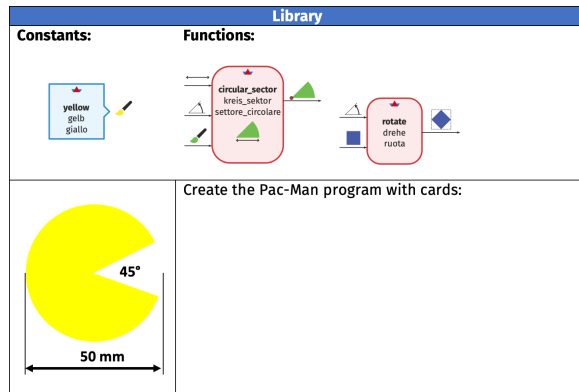 Library
Constants:
Functions:
yellow
gelb
giallo
circular_sector
kreis_sektor
settore_circolare
rotate
drehe
ruota
Create the Pac-Man program with cards:
45°
50 mm